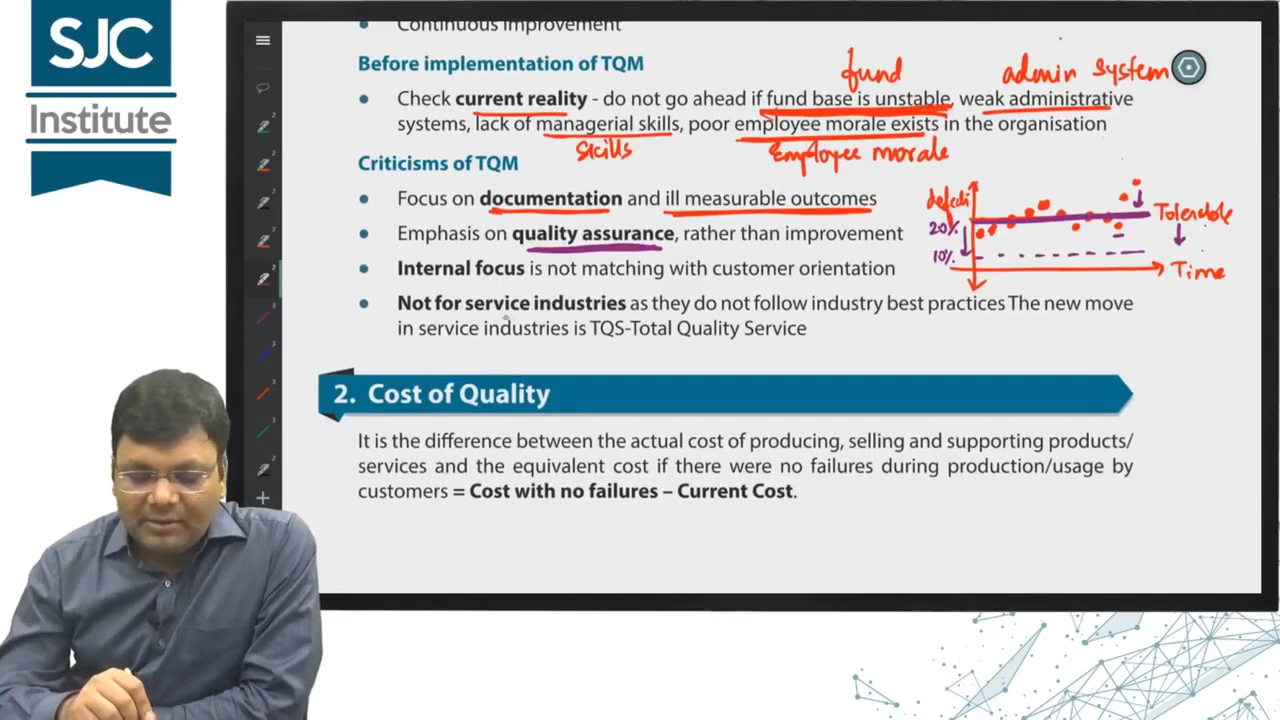 SJC
Institute
Continuous improvement
Before implementation of TQM
fund
admin system
Check current reality - do not go ahead if fund base is unstable, weak administrative
systems, lack of managerial skills, poor employee morale exists in the organisation
skills
Employee morale
Criticisms of TQM
Focus on documentation and ill measurable outcomes
Emphasis on quality assurance, rather than improvement
Internal focus is not matching with customer orientation
Not for service industries as they do not follow industry best practices The new move
in service industries is TQS-Total Quality Service
20%
10%
Time
2. Cost of Quality
It is the difference between the actual cost of producing, selling and supporting products/
services and the equivalent cost if there were no failures during production/usage by
customers = Cost with no failures – Current Cost.